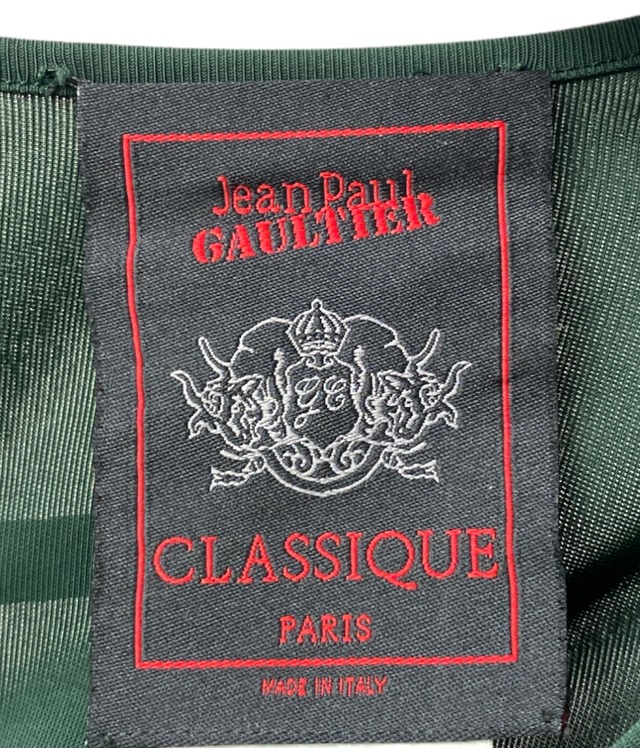 Jean Paul
GAULTIER
CLASSIQUE
PARIS
MADE IN ITALY